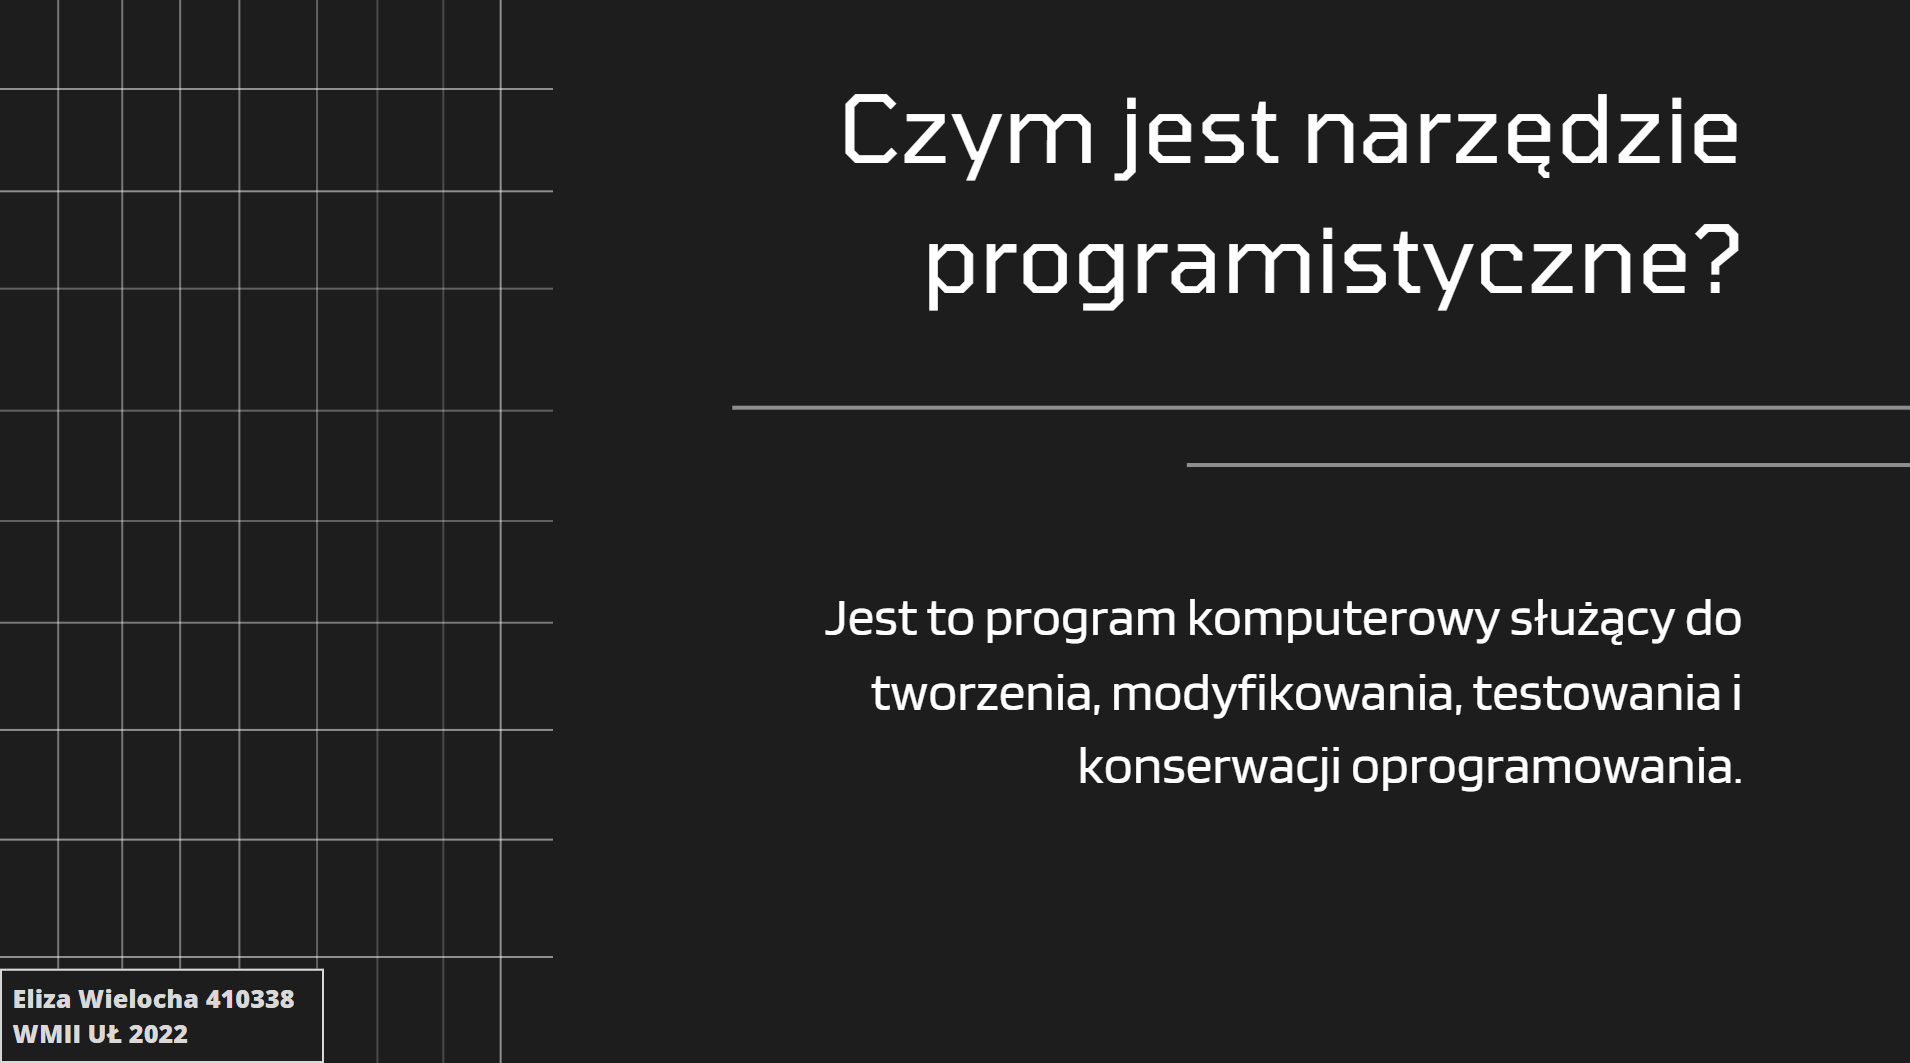 Czym jest narzędzie
programistyczne?
Jest to program komputerowy służący do
tworzenia, modyfikowania, testowania i
konserwacji oprogramowania.
Eliza Wielocha 410338
WMII UŁ 2022